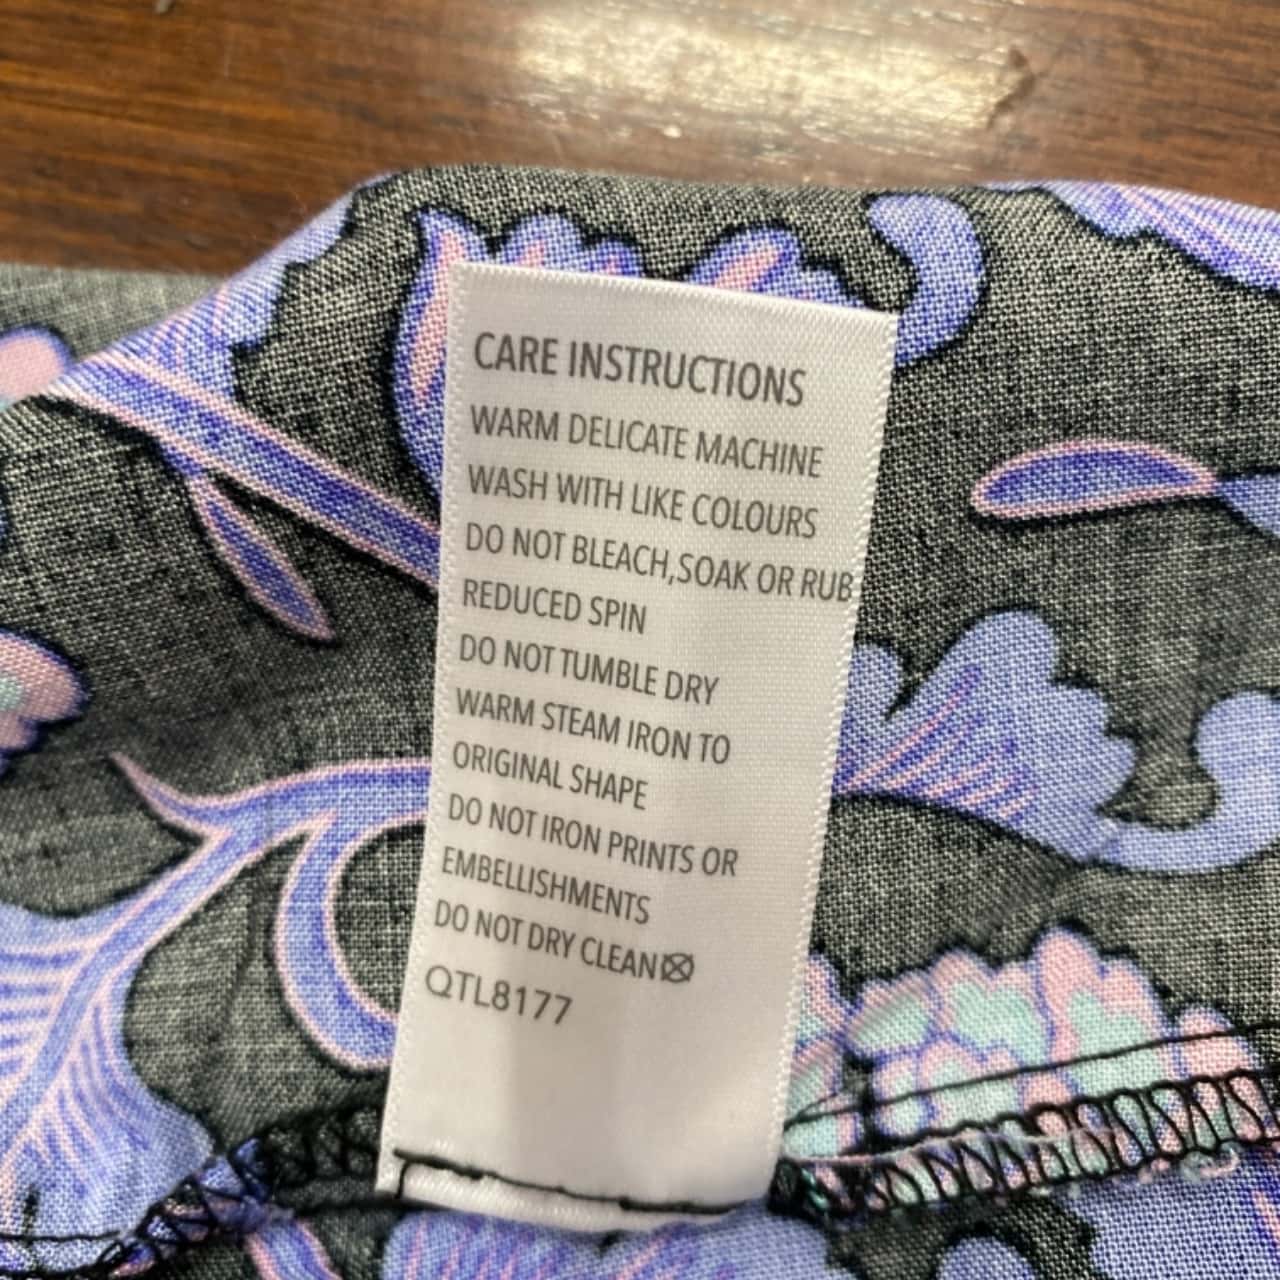 CARE INSTRUCTIONS
WARM DELICATE MACHINE
WASH WITH LIKE COLOURS
DO NOT BLEACH,SOAK OR RUB
REDUCED SPIN
DO NOT TUMBLE DRY
WARM STEAM IRON TO
ORIGINAL SHAPE
DO NOT IRON PRINTS OR
EMBELLISHMENTS
DO NOT DRY CLEAN
QTL8177